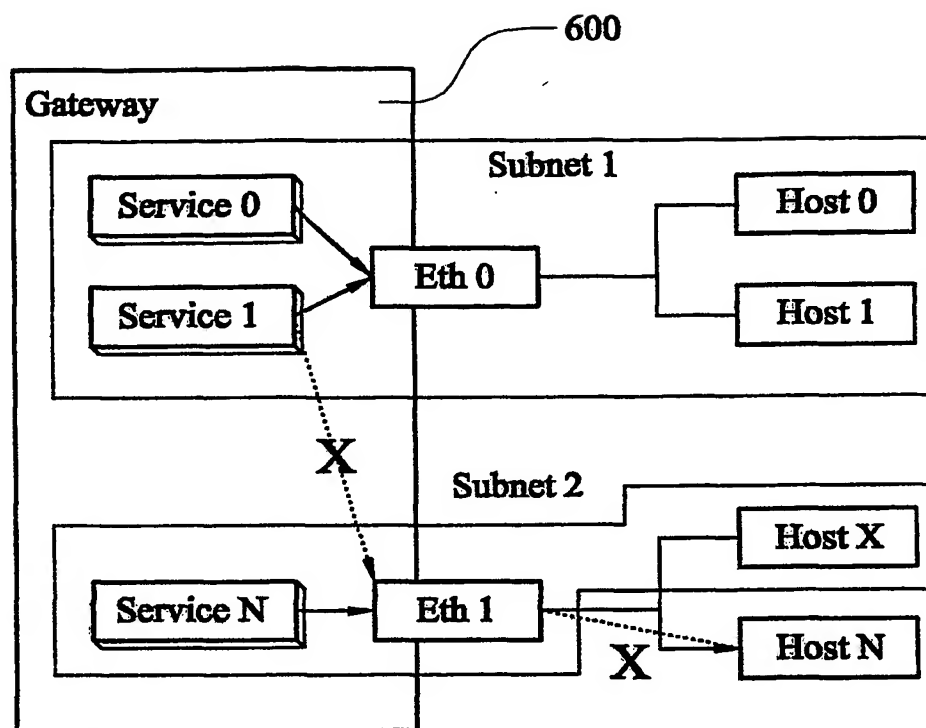 600
Gateway
Subnet 1
Service 0
Host 0
Eth 0
Service 1
Host 1
X
Subnet 2
Host X
Service N
Eth 1
Host N
X